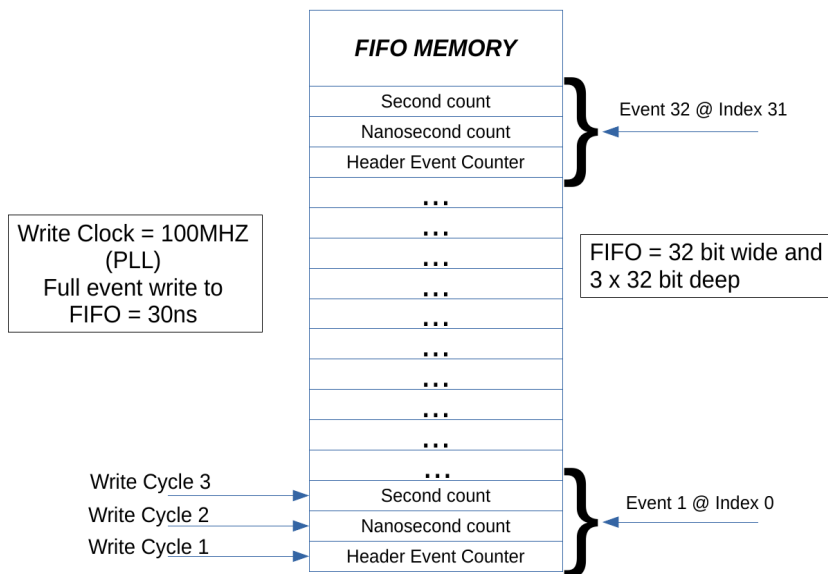 FIFO MEMORY
Second count
Nanosecond count
Header Event Counter
...
...
...
...
...
...
...
...
...
...
Second count
Nanosecond count
Header Event Counter
Event 32 @ Index 31
Write Clock = 100MHZ
(PLL)
Full event write to
FIFO = 30ns
FIFO = 32 bit wide and
3 x 32 bit deep
Write Cycle 3
Write Cycle 2
Write Cycle 1
Event 1 @ Index 0